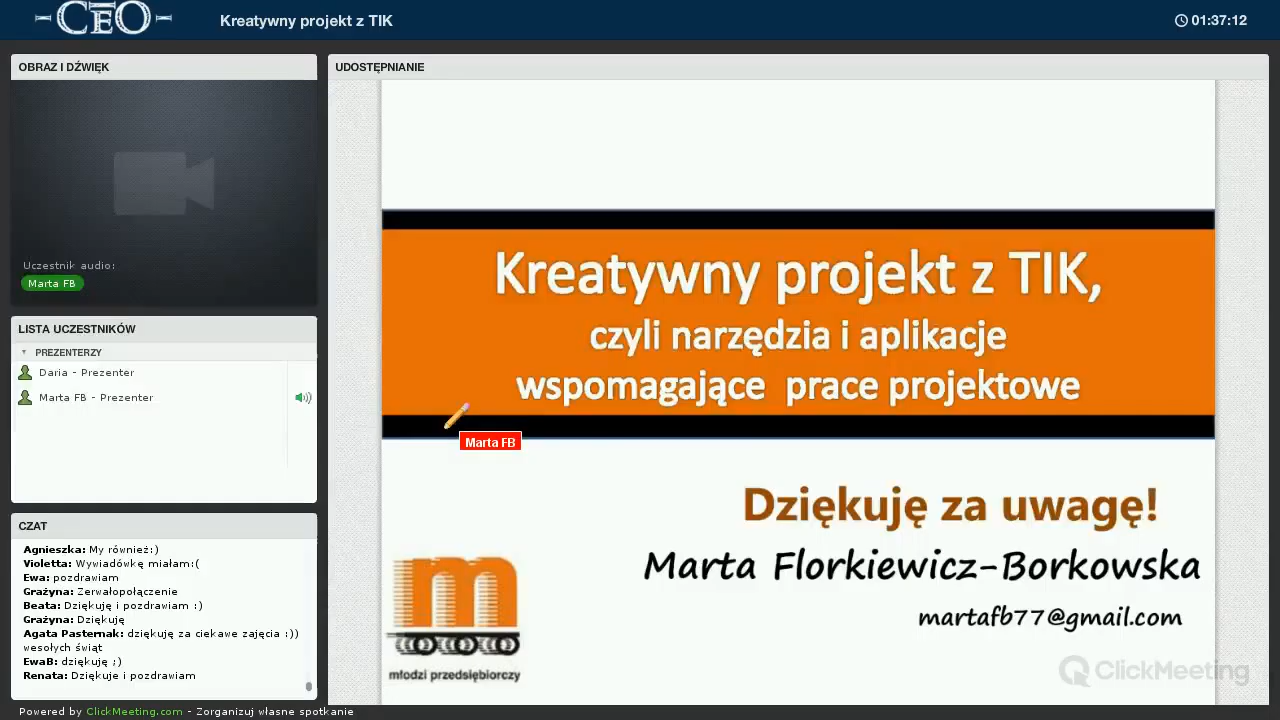 CEO
Kreatywny projekt z TIK
01:37:12
OBRAZ I DŹWIĘK
Uczestnik audio:
Marta FB
LISTA UCZESTNIKÓW
PREZENTERZY
Daria - Prezenter
Marta FB - Prezenter
CZAT
Agnieszka: My również:)
Violetta: Wywiadówkę miałam:(
Ewa: pozdrawiam
Grażyna: Zerwałopołączenie
Beata: Dziękuję i pozdrawiam :)
Grażyna: Dziękuję
Agata Pasternak: dziękuję za ciekawe zajęcia :))
wesołych świąt
EwaB: dziękuję ;)
Renata: Dziękuje i pozdrawiam
UDOSTĘPNIANIE
Kreatywny projekt z TIK,
czyli narzędzia i aplikacje
wspomagające prace projektowe
Marta FB
Dziękuję za uwagę!
Marta Florkiewicz-Borkowska
martafb77@gmail.com
m
młodzi przedsiębiorczy
ClickMeeting
Powered by ClickMeeting.com - Zorganizuj własne spotkanie